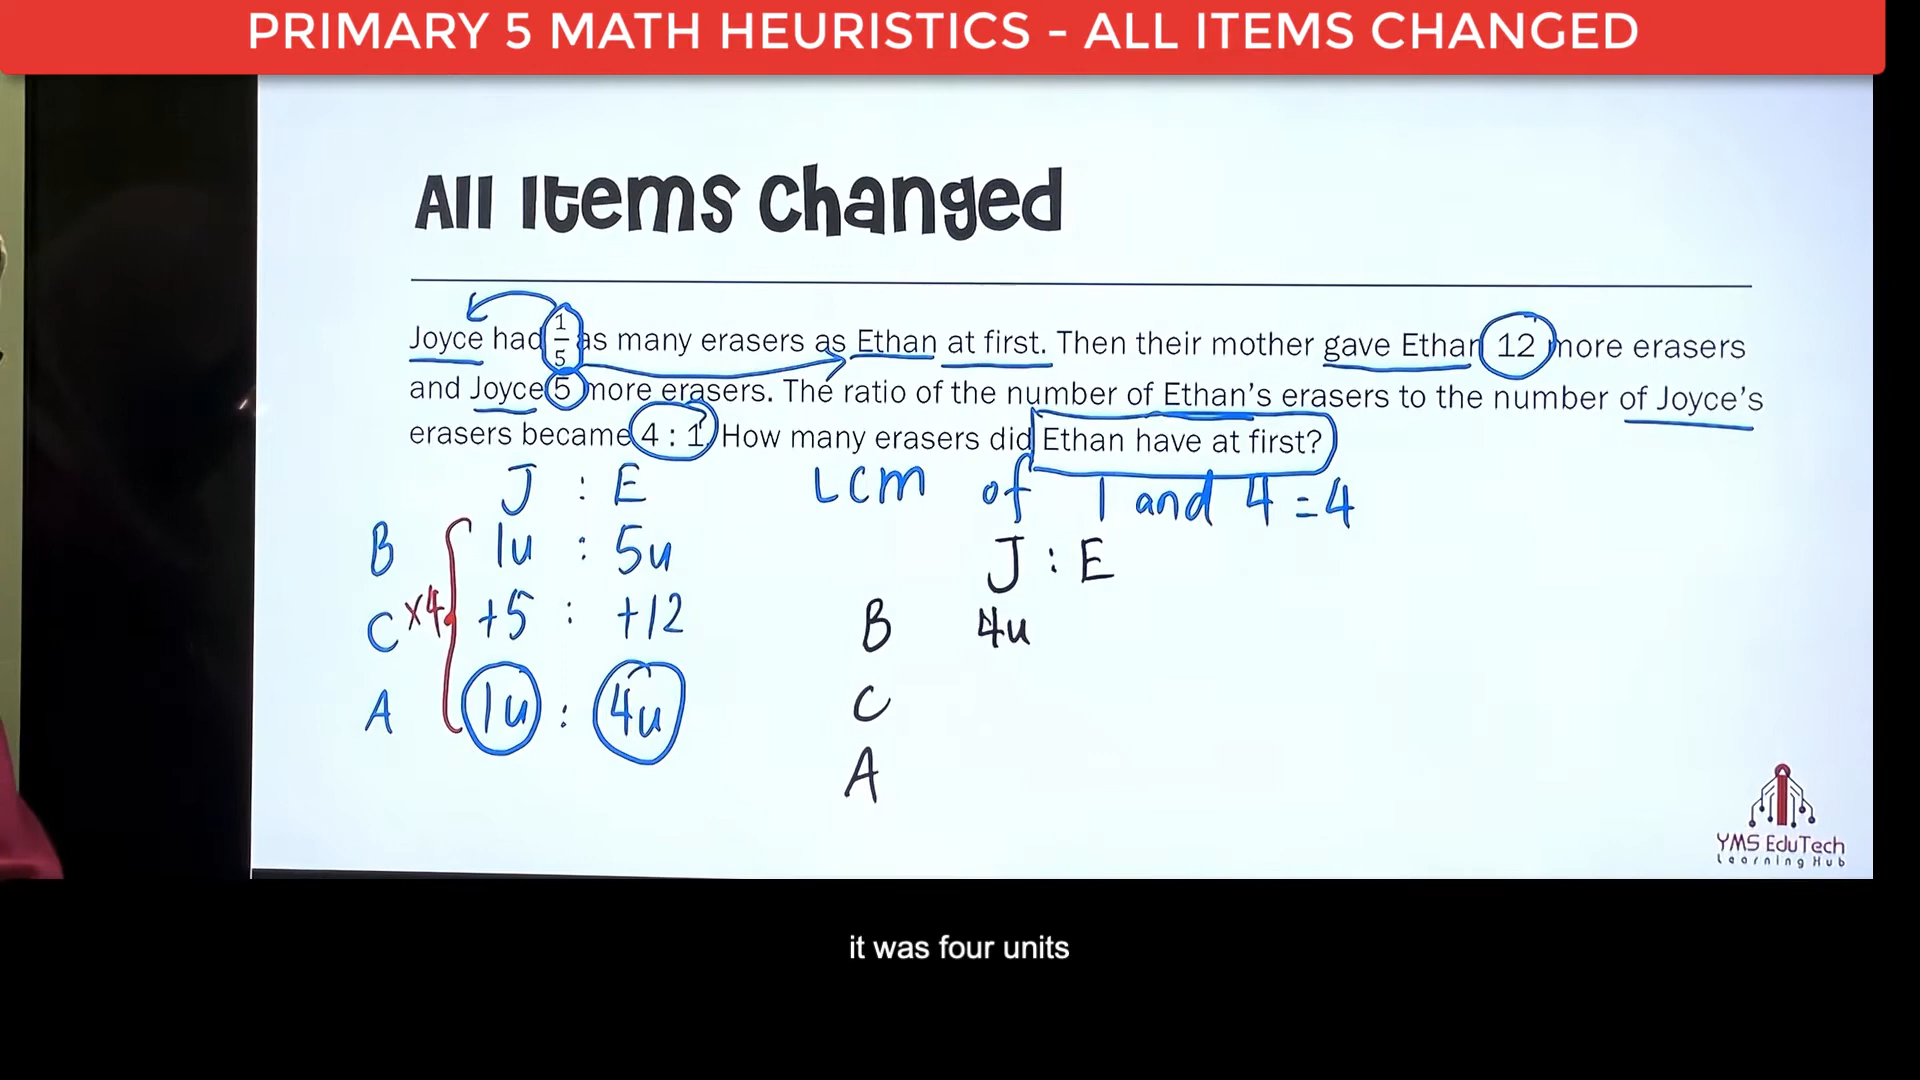 PRIMARY 5 MATH HEURISTICS - ALL ITEMS CHANGED
All Items Changed
Joyce had 1/5 as many erasers as Ethan at first. Then their mother gave Ethan 12 more erasers
and Joyce 5 more erasers. The ratio of the number of Ethan's erasers to the number of Joyce's
erasers became 4 : 1. How many erasers did Ethan have at first?
J : E
B 1u : 5u
C x4 +5 : +12
A 1u : 4u
LCM of 1 and 4 = 4
J : E
B 4u
C
A
YMS EduTech
Learning Hub
it was four units